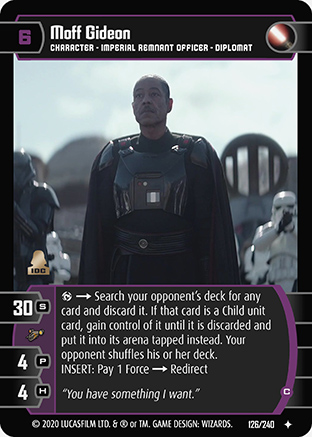 6
Moff Gideon
CHARACTER - IMPERIAL REMNANT OFFICER - DIPLOMAT
IDC
30 S
4 P
4 H
→ Search your opponent's deck for any
card and discard it. If that card is a Child unit
card, gain control of it until it is discarded and
put it into its arena tapped instead. Your
opponent shuffles his or her deck.
INSERT: Pay 1 Force → Redirect
"You have something I want."
C
© 2020 LUCASFILM LTD. & ® or TM. GAME DESIGN: WIZARDS.
126/240